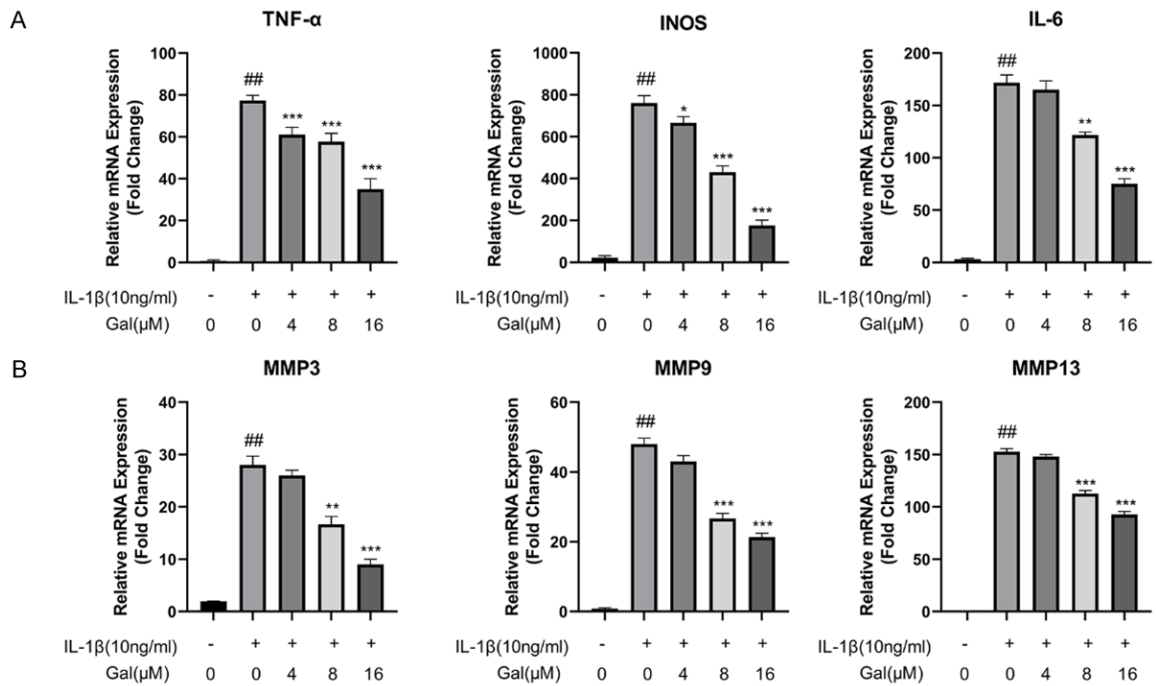 A
TNF-α
Relative mRNA Expression
(Fold Change)
100
80
60
40
20
0
##
***
***
***
IL-1β(10ng/ml) - + + + +
Gal(μM) 0 0 4 8 16
INOS
Relative mRNA Expression
(Fold Change)
1000
800
600
400
200
0
##
*
***
***
IL-1β(10ng/ml) - + + + +
Gal(μM) 0 0 4 8 16
IL-6
Relative mRNA Expression
(Fold Change)
200
150
100
50
0
##
**
***
IL-1β(10ng/ml) - + + + +
Gal(μM) 0 0 4 8 16
B
MMP3
Relative mRNA Expression
(Fold Change)
40
30
20
10
0
##
**
***
IL-1β(10ng/ml) - + + + +
Gal(μM) 0 0 4 8 16
MMP9
Relative mRNA Expression
(Fold Change)
60
40
20
0
##
***
***
IL-1β(10ng/ml) - + + + +
Gal(μM) 0 0 4 8 16
MMP13
Relative mRNA Expression
(Fold Change)
200
150
100
50
0
##
***
***
IL-1β(10ng/ml) - + + + +
Gal(μM) 0 0 4 8 16